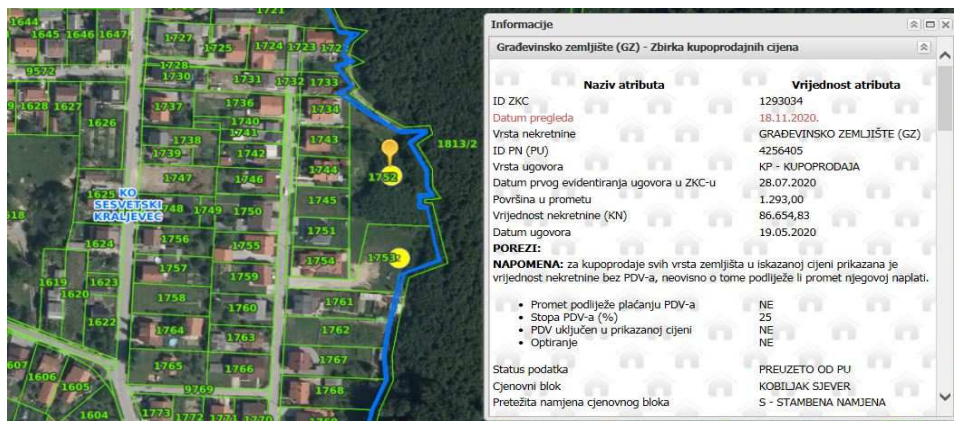 Informacije
Građevinsko zemljište (GZ) - Zbirka kupoprodajnih cijena
Naziv atributa Vrijednost atributa
ID ZKC 1293034
Datum pregleda 18.11.2020.
Vrsta nekretnine GRAĐEVINSKO ZEMLJIŠTE (GZ)
ID PN (PU) 4256405
Vrsta ugovora KP - KUPOPRODAJA
Datum prvog evidentiranja ugovora u ZKC-u 28.07.2020
Površina u prometu 1.293,00
Vrijednost nekretnine (KN) 86.654,83
Datum ugovora 19.05.2020
POREZI:
NAPOMENA: za kupoprodaje svih vrsta zemljišta u iskazanoj cijeni prikazana je
vrijednost nekretnine bez PDV-a, neovisno o tome podliježe li promet njegovoj naplati.
• Promet podliježe plaćanju PDV-a NE
• Stopa PDV-a (%) 25
• PDV uključen u prikazanoj cijeni NE
• Optiranje NE
Status podatka PREUZETO OD PU
Cjenovni blok KOBILJAK SJEVER
Pretežita namjena cjenovnog bloka S - STAMBENA NAMJENA
1644
1645 1646 1647
1727
1725 1724 1723 172
1728
9572 1730 1731 1732 1733
1628 1627 1737 1736 1734
1626 1740
1741
1738 1743 1813/2
1739 1742
1744
1747 1746 1752
1625 KO
SESVETSKI
KRALJEVEC
1749 1750 1745
1756 1751
1624 1755
1757 1754 1753
1619 1623 1759
1620 1758 1761
1622 1760
1764 1763 1762
1765 1766 1767
1606 1605 9769 1768
1604 1773 1772 1771 1770